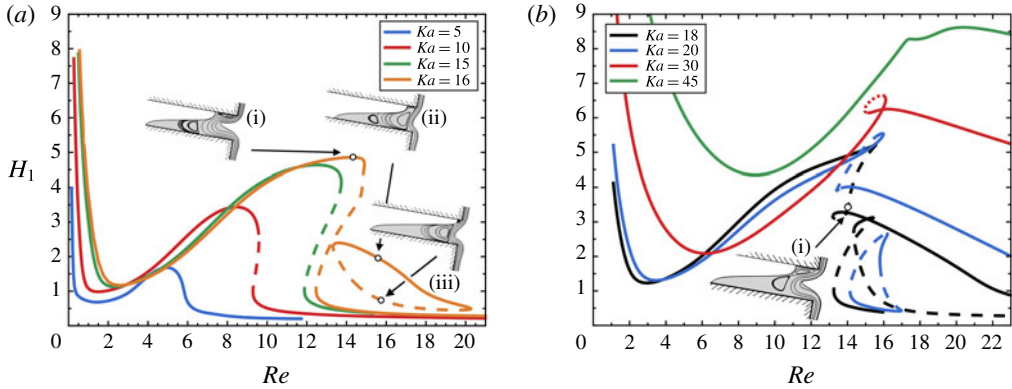 (a)
(b)
Ka = 5
Ka = 10
Ka = 15
Ka = 16
Ka = 18
Ka = 20
Ka = 30
Ka = 45
9
8
7
6
5
4
3
2
1
H1
9
8
7
6
5
4
3
2
1
(i)
(ii)
(iii)
(i)
0 2 4 6 8 10 12 14 16 18 20
0 2 4 6 8 10 12 14 16 18 20 22
Re
Re